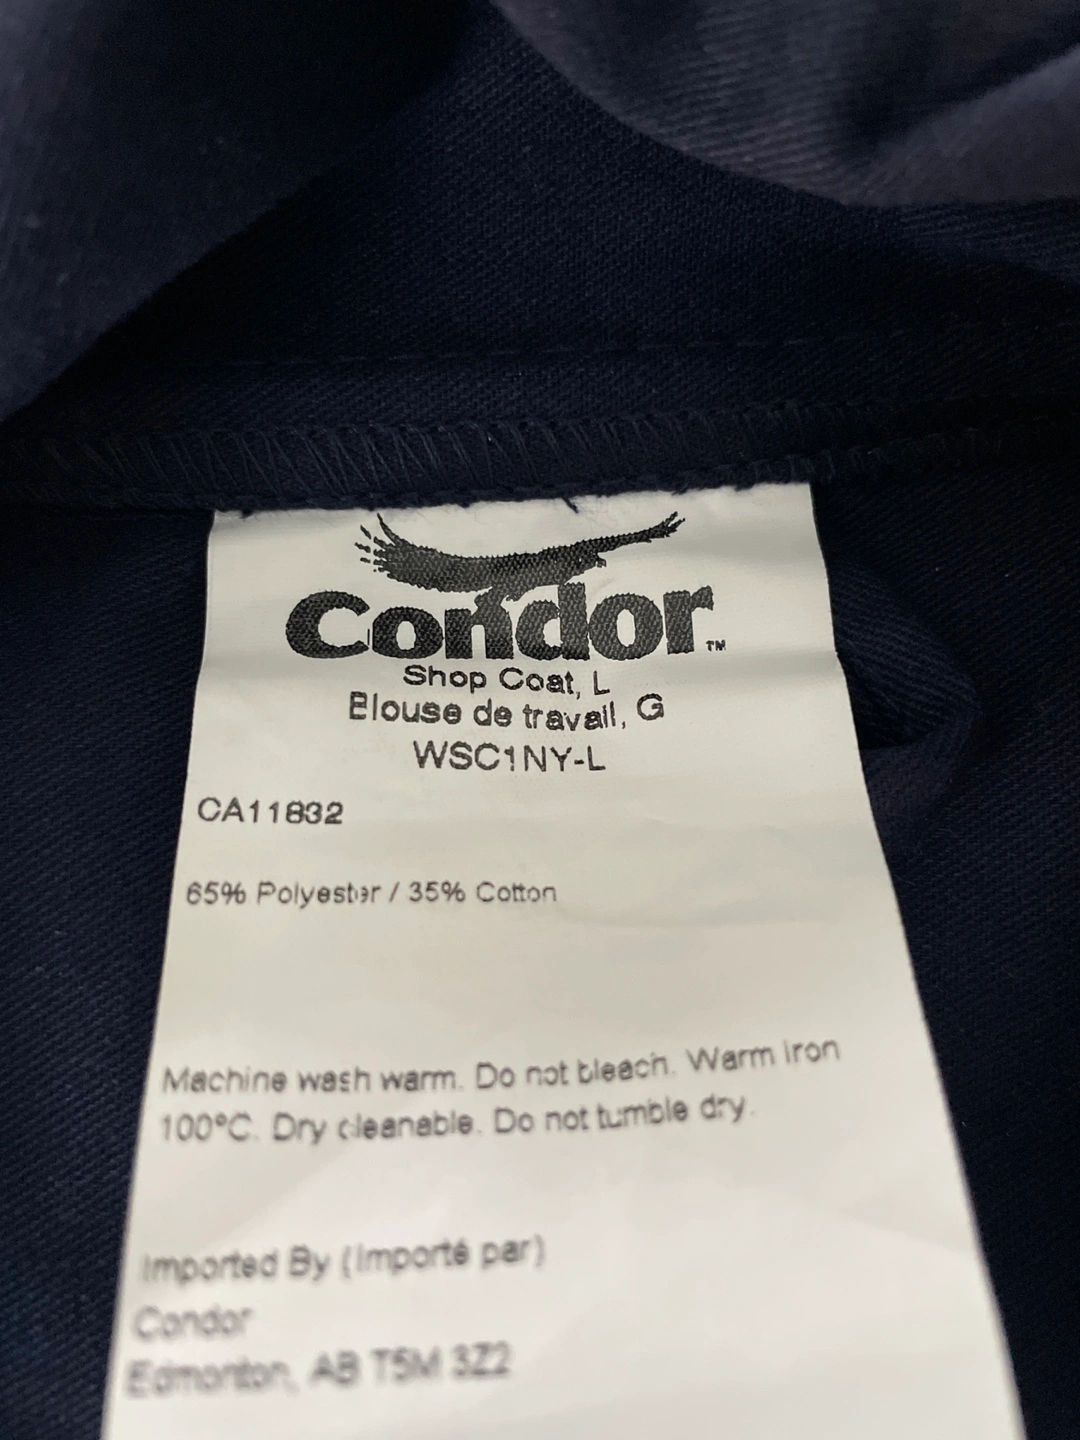 Condor™
Shop Coat, L
Blouse de travail, G
WSC1NY-L
CA11832
65% Polyester / 35% Cotton
Machine wash warm. Do not bleach. Warm iron
100°C. Dry cleanable. Do not tumble dry.
Imported By (Importé par)
Condor
Edmonton, AB T5M 3Z2